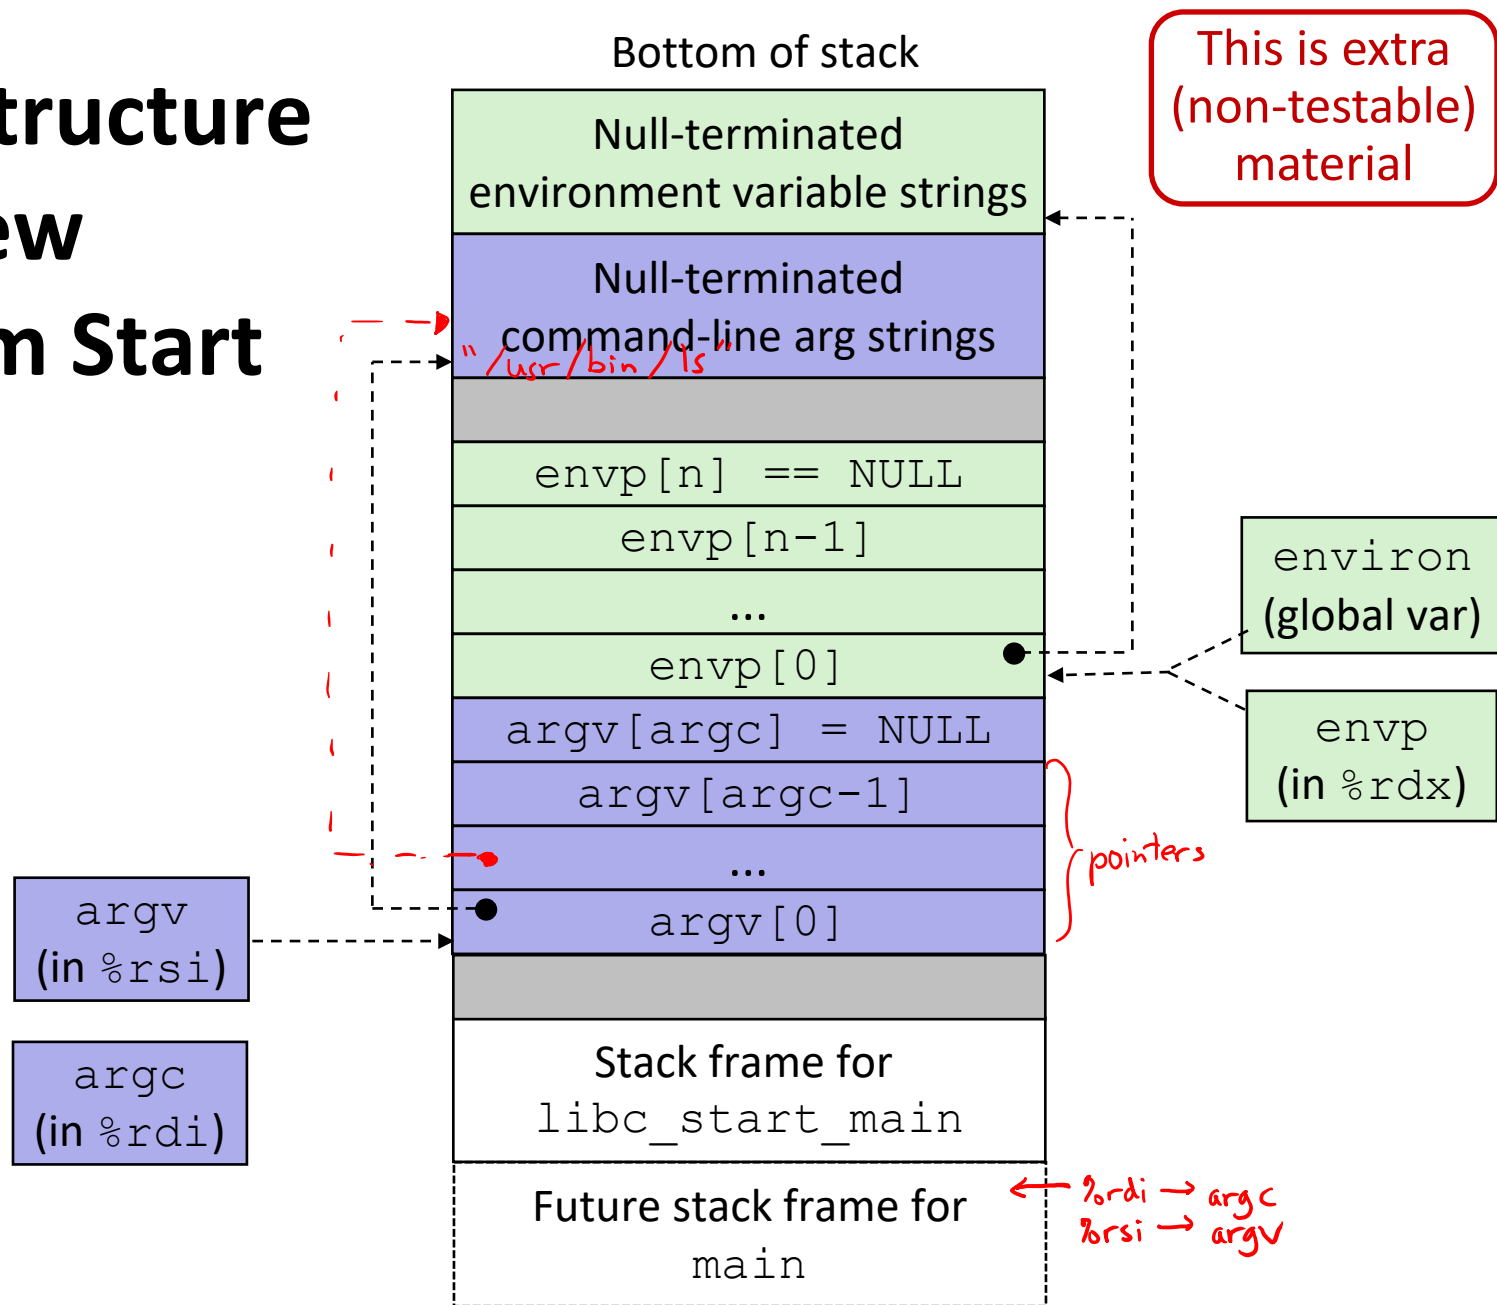 tructure
ew
m Start
Bottom of stack
This is extra
(non-testable)
material
Null-terminated
environment variable strings
Null-terminated
command-line arg strings
"/usr/bin/ls"
envp[n] == NULL
envp[n-1]
...
envp[0]
environ
(global var)
envp
(in %rdx)
argv[argc] = NULL
argv[argc-1]
...
argv[0]
pointers
argv
(in %rsi)
argc
(in %rdi)
Stack frame for
libc_start_main
Future stack frame for
main
← %rdi → argc
%rsi → argv